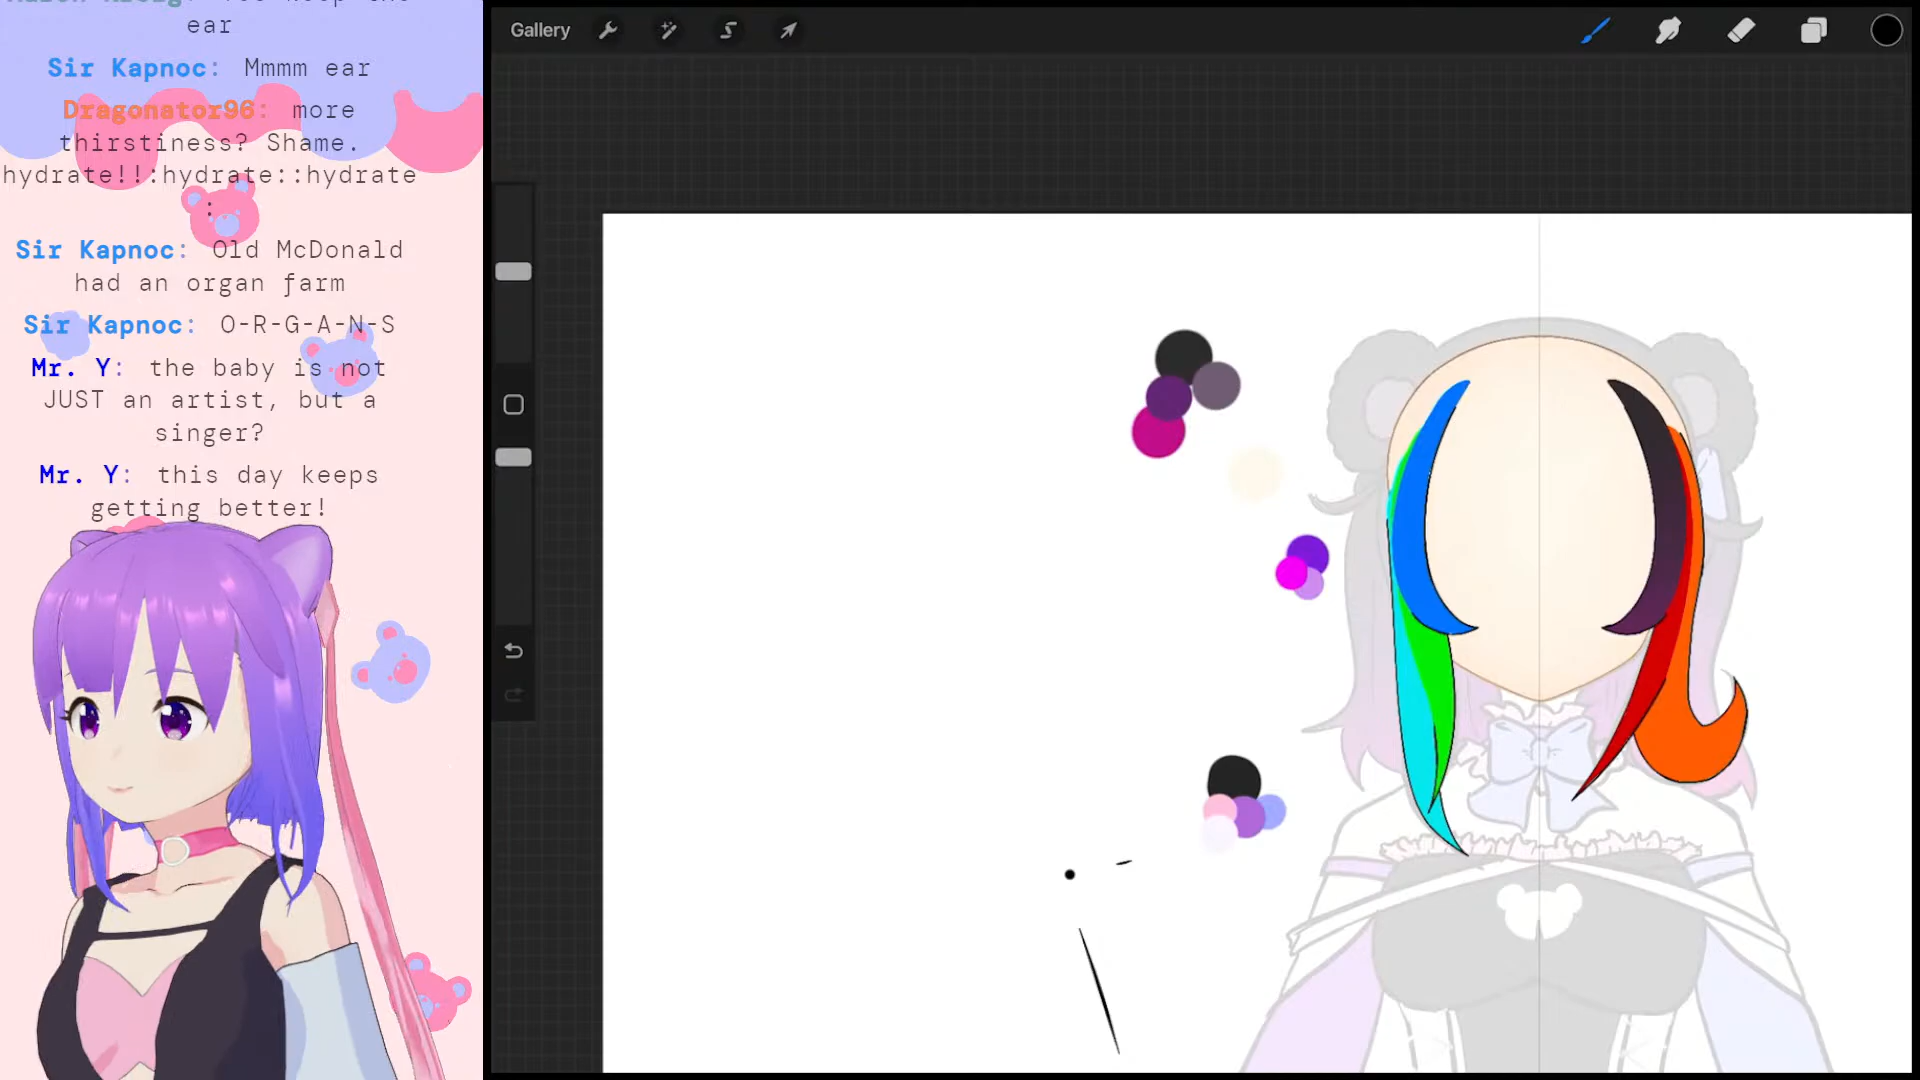 ear
Sir Kapnoc: Mmmm ear
Dragonator96: more
thirstiness? Shame.
hydrate!!:hydrate::hydrate
:
Sir Kapnoc: Old McDonald
had an organ farm
Sir Kapnoc: O-R-G-A-N-S
Mr. Y: the baby is not
JUST an artist, but a
singer?
Mr. Y: this day keeps
getting better!
Gallery